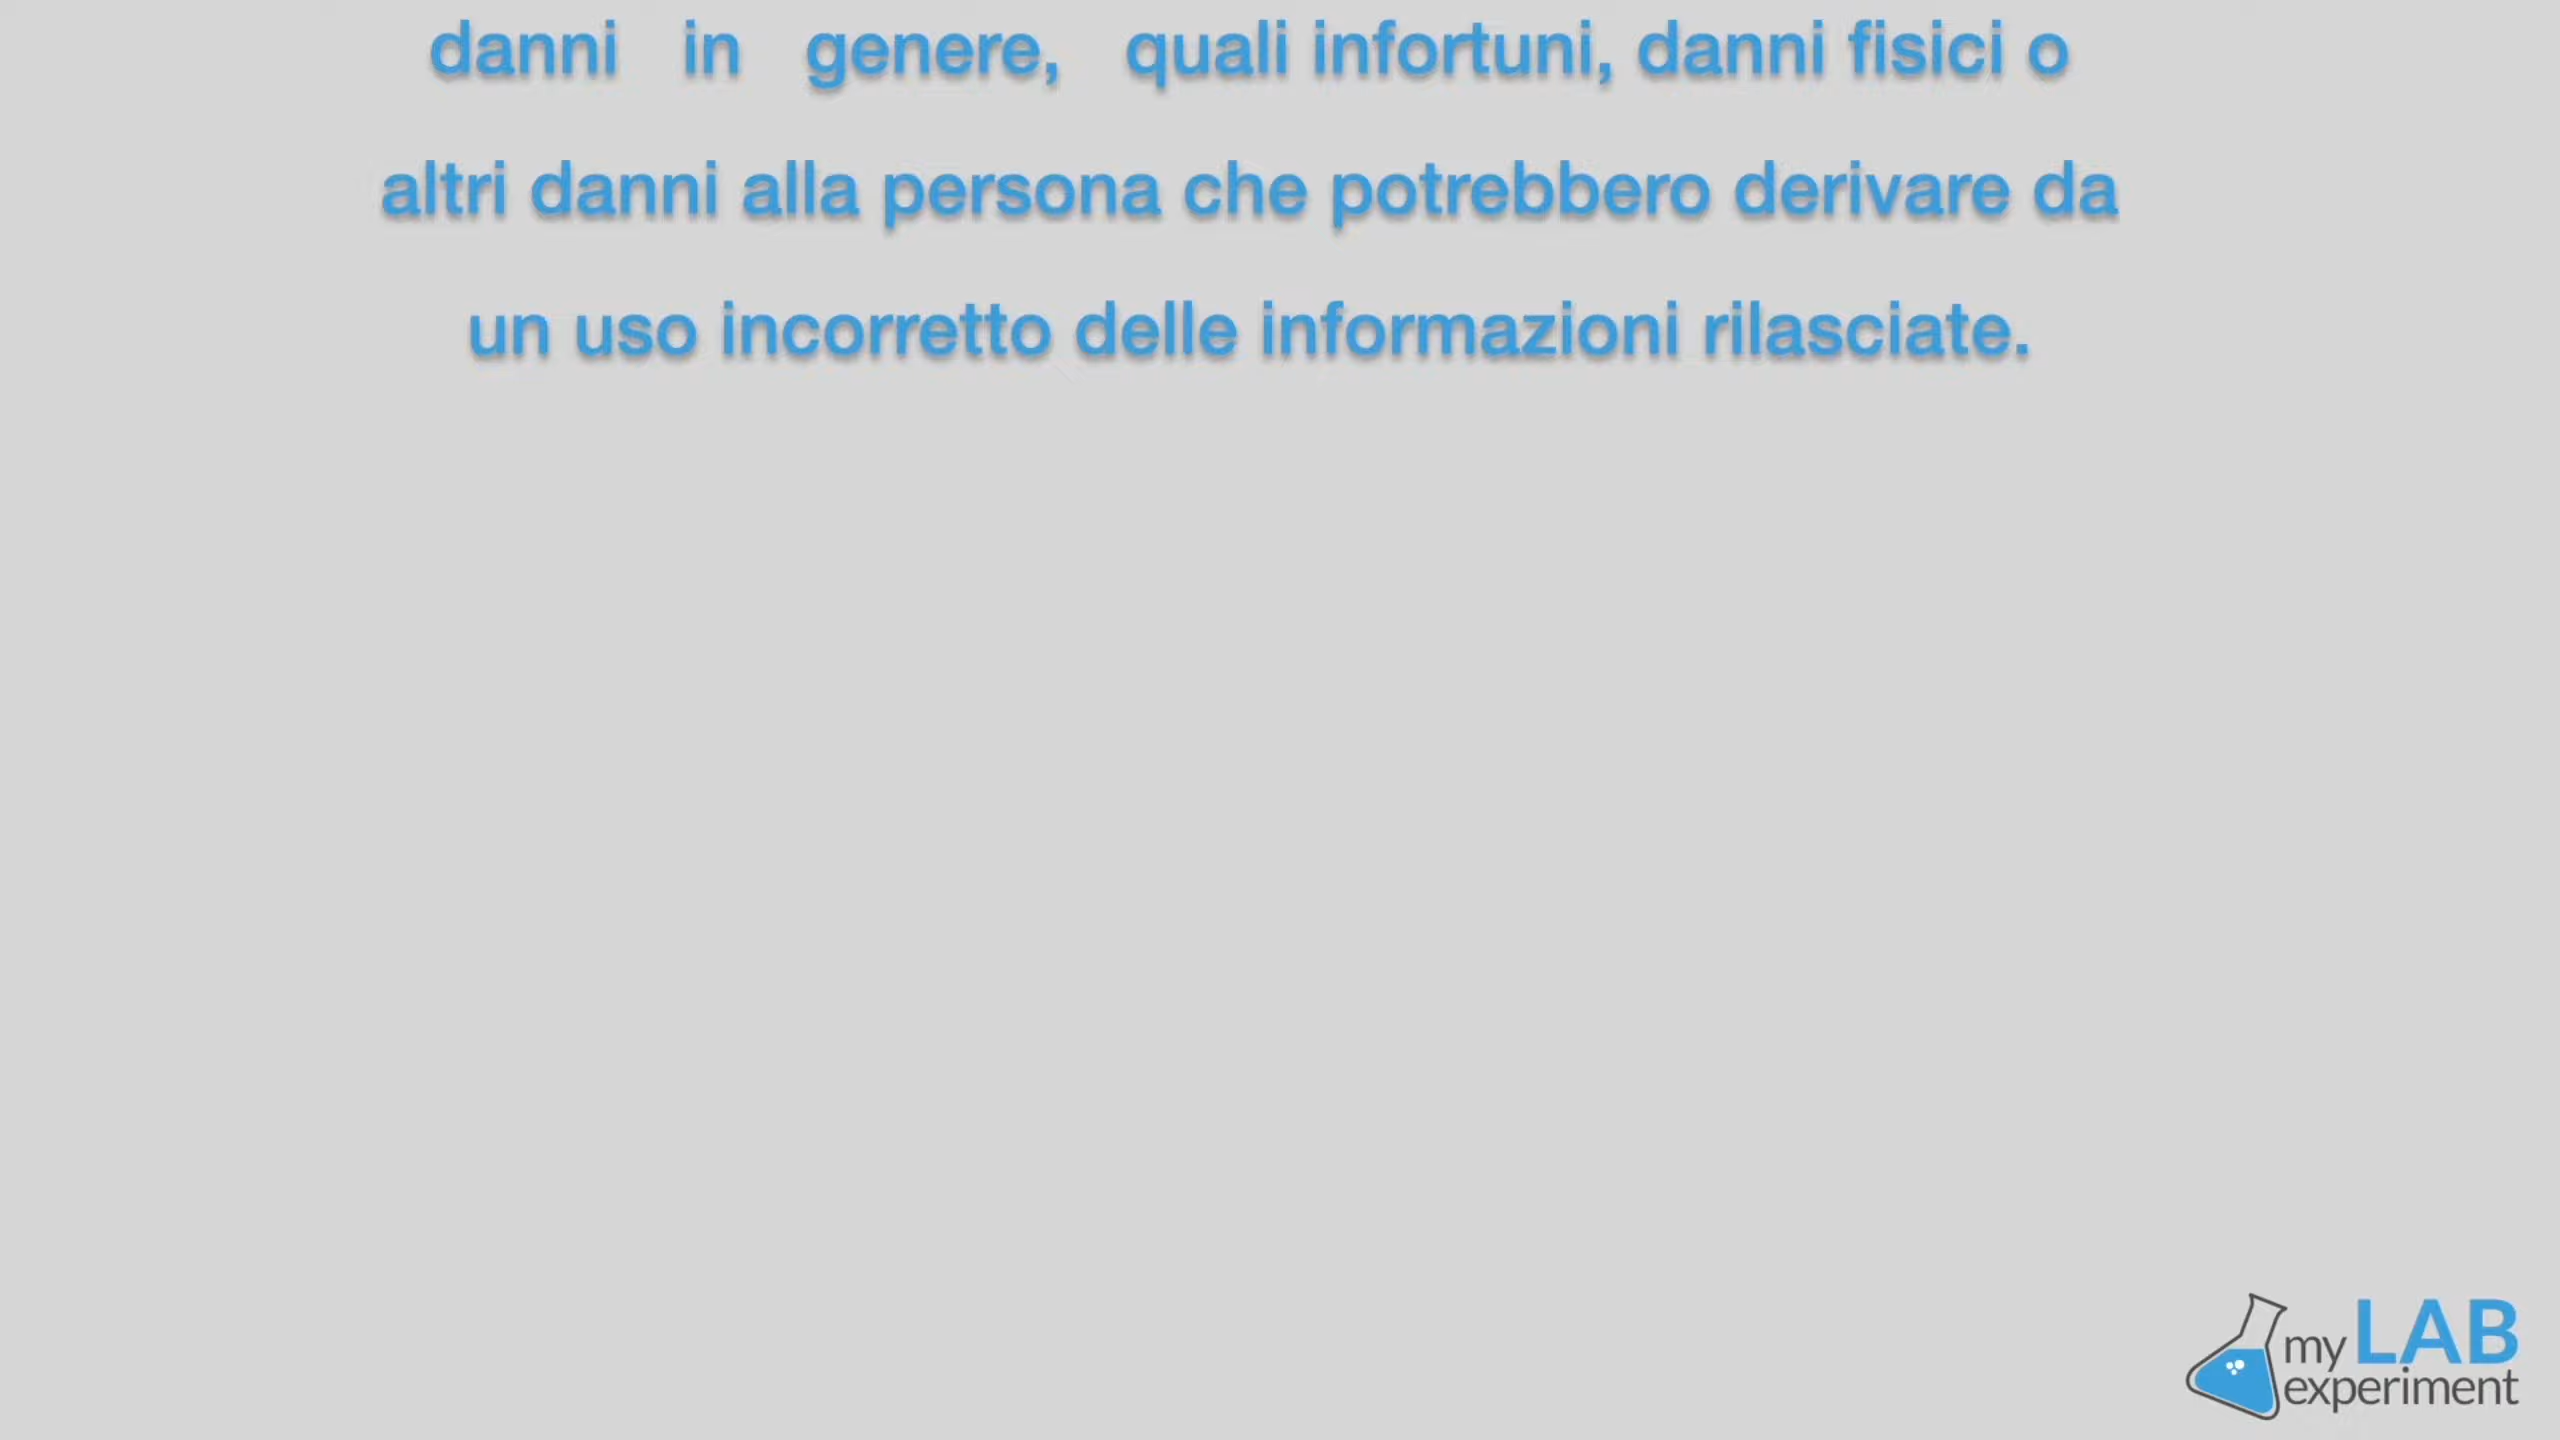 danni in genere, quali infortuni, danni fisici o
altri danni alla persona che potrebbero derivare da
un uso incorretto delle informazioni rilasciate.
my LAB
experiment